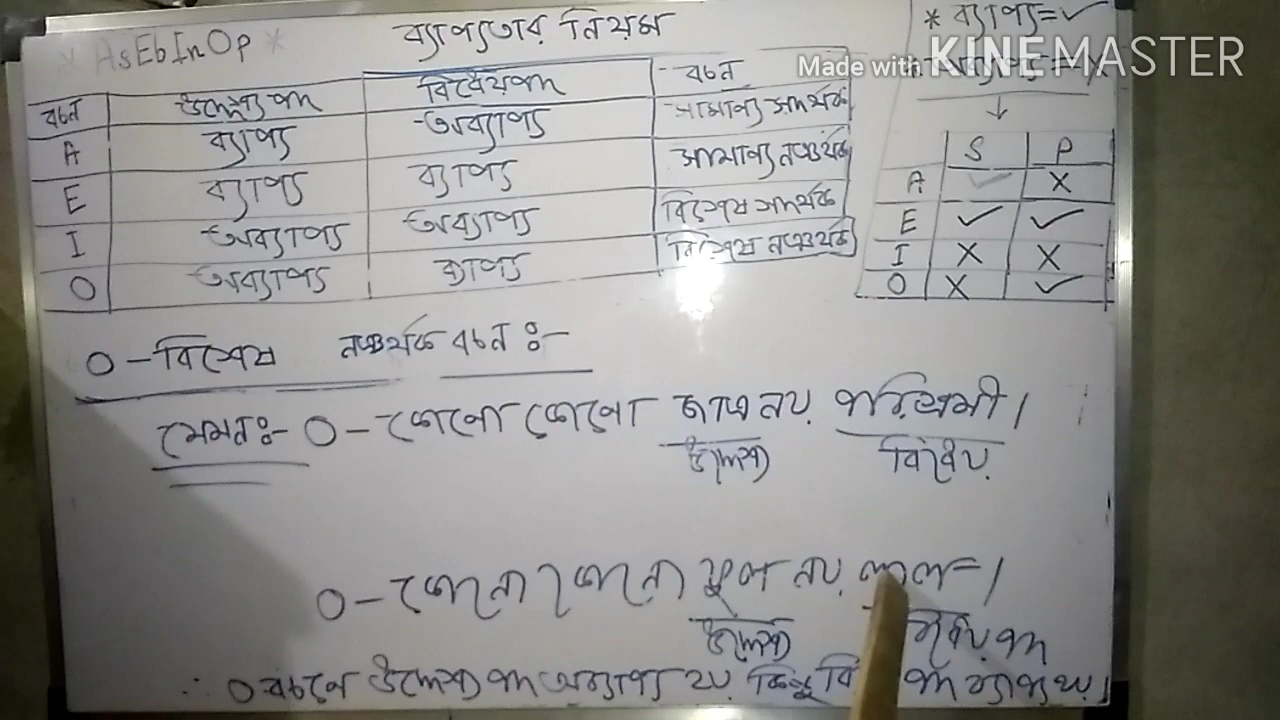 * AsEbInOp *
ব্যাপ্যতার নিয়ম
* ব্যাপ্য = ✓
অব্যাপ্য = X
Made with KINEMASTER
বচন উদ্দেশ্য পদ বিধেয় পদ বচন
A ব্যাপ্য অব্যাপ্য সামান্য সদর্থক
E ব্যাপ্য ব্যাপ্য সামান্য নঞর্থক
I অব্যাপ্য অব্যাপ্য বিশেষ সদর্থক
O অব্যাপ্য ব্যাপ্য বিশেষ নঞর্থক
↓
S P
A ✓ X
E ✓ ✓
I X X
O X ✓
O – বিশেষ নঞর্থক বচন ঃ–
যেমন ঃ– O – কোনো কোনো ছাত্র নয় পরিশ্রমী।
উদ্দেশ্য বিধেয়
O – কোনো কোনো ফুল নয় লাল।
উদ্দেশ্য পদ
∴ O বচনে উদ্দেশ্য পদ অব্যাপ্য হয় কিন্তু বি পদ ব্যাপ্য হয়।